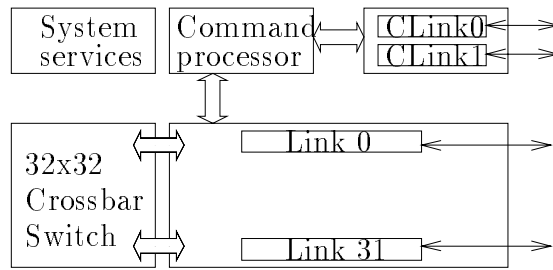 System
services
Command
processor
CLink0
CLink1
32x32
Crossbar
Switch
Link 0
Link 31